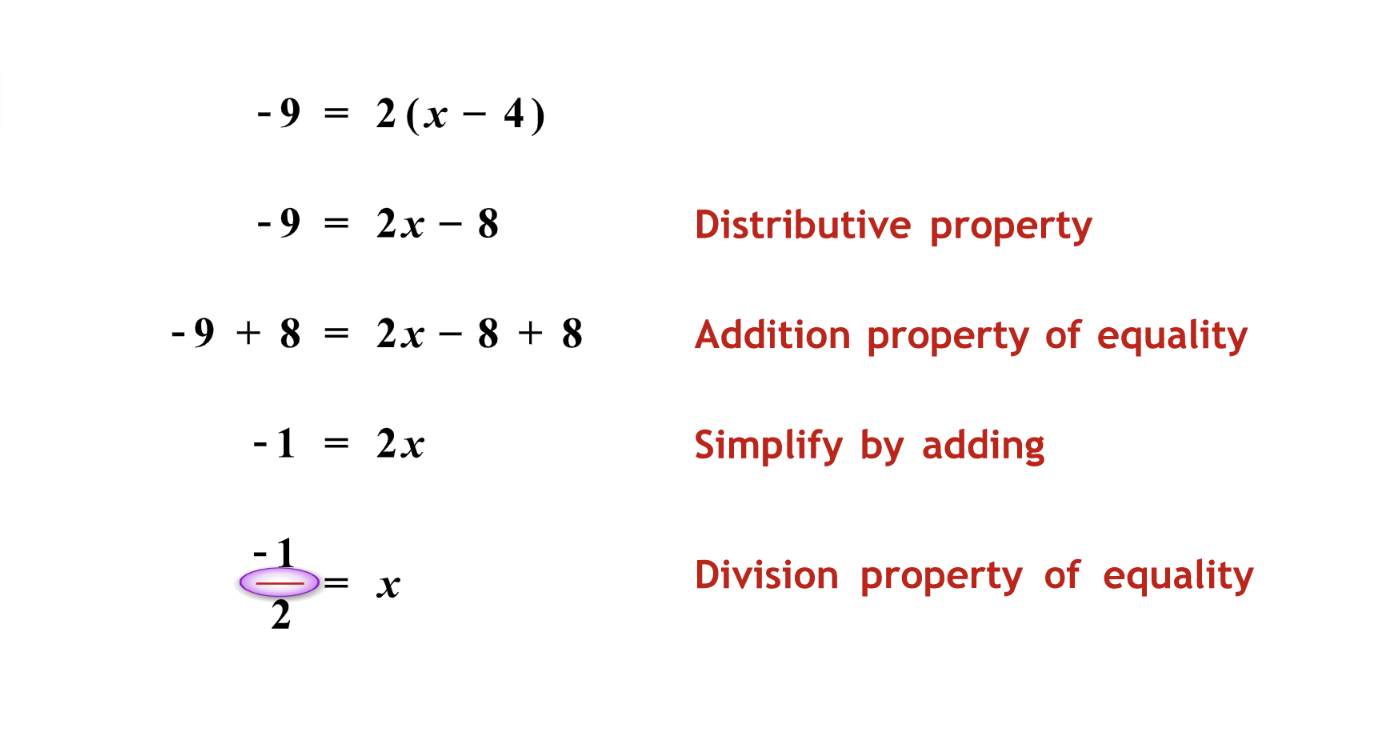 -9 = 2(x − 4)
-9 = 2x − 8 Distributive property
-9 + 8 = 2x − 8 + 8 Addition property of equality
-1 = 2x Simplify by adding
-1/2 = x Division property of equality